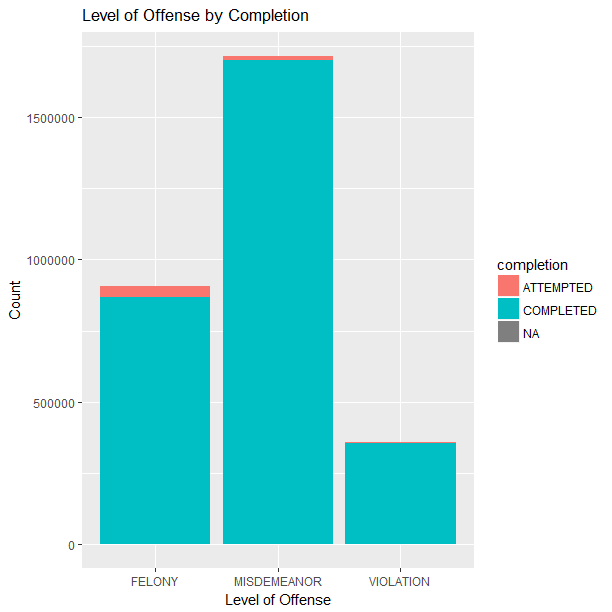 Level of Offense by Completion
1500000
1000000
500000
0
Count
FELONY
MISDEMEANOR
VIOLATION
Level of Offense
completion
ATTEMPTED
COMPLETED
NA